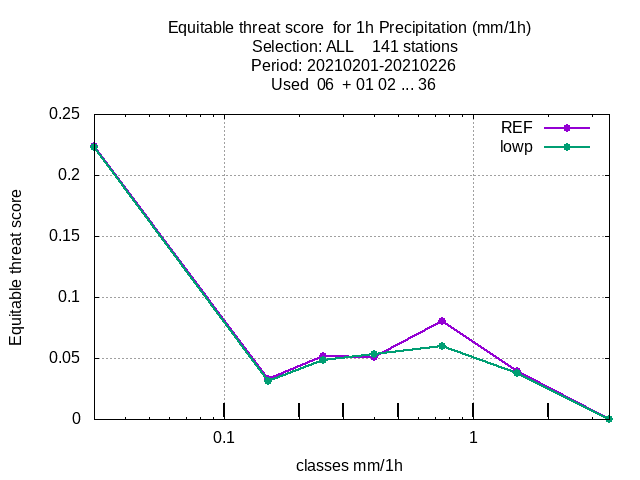 Equitable threat score  for 1h Precipitation (mm/1h)
Selection: ALL    141 stations
Period: 20210201-20210226
Used  06  + 01 02 ... 36
REF
lowp
0.25
0.2
0.15
0.1
0.05
0
Equitable threat score
0.1
1
classes mm/1h